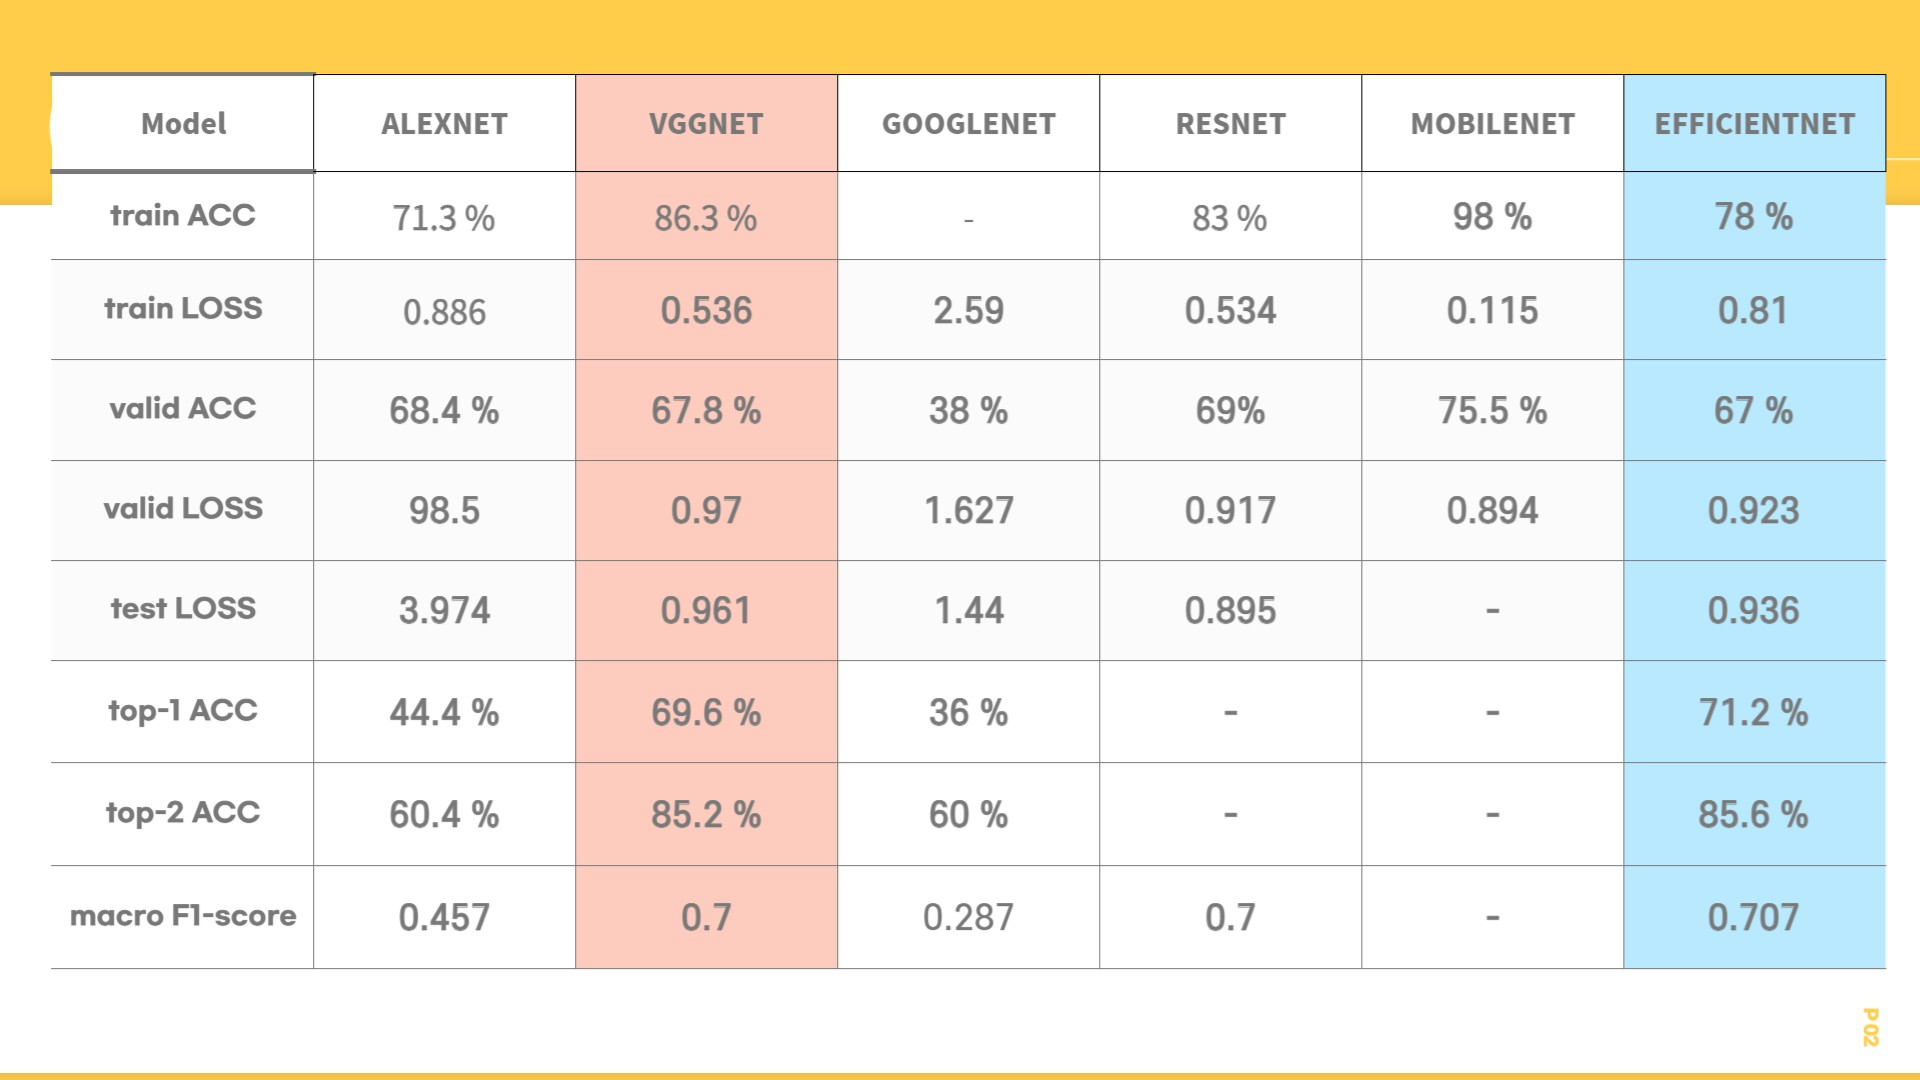 Model ALEXNET VGGNET GOOGLENET RESNET MOBILENET EFFICIENTNET
train ACC 71.3 % 86.3 % - 83 % 98 % 78 %
train LOSS 0.886 0.536 2.59 0.534 0.115 0.81
valid ACC 68.4 % 67.8 % 38 % 69% 75.5 % 67 %
valid LOSS 98.5 0.97 1.627 0.917 0.894 0.923
test LOSS 3.974 0.961 1.44 0.895 - 0.936
top-1 ACC 44.4 % 69.6 % 36 % - - 71.2 %
top-2 ACC 60.4 % 85.2 % 60 % - - 85.6 %
macro F1-score 0.457 0.7 0.287 0.7 - 0.707
P 02